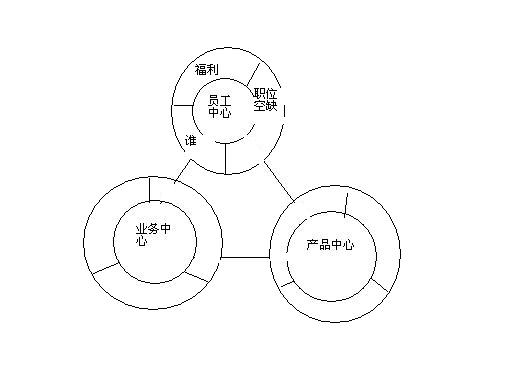 福利
职位
空缺
员工
中心
谁
业务中
心
产品中心